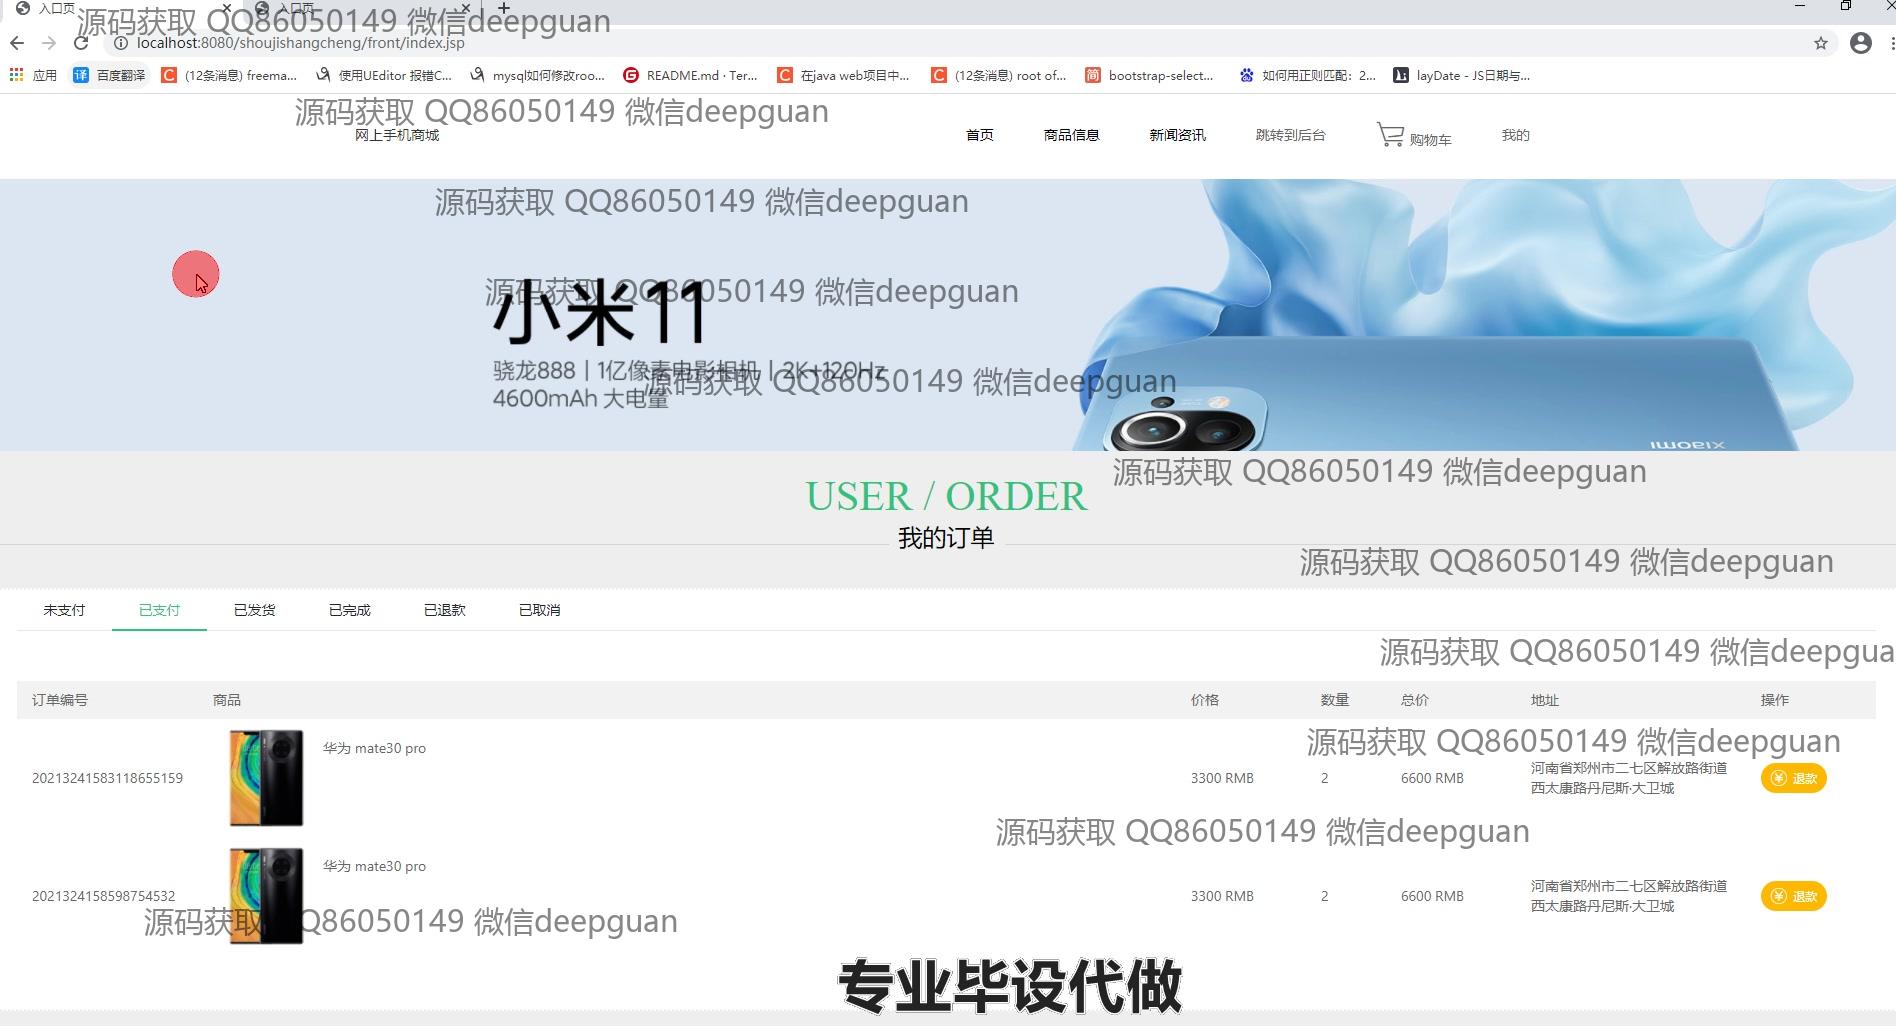 入口页
入口页
源码获取 QQ86050149 微信deepguan
localhost:8080/shoujishangcheng/front/index.jsp
应用
百度翻译
(12条消息) freema...
使用UEditor 报错C...
mysql如何修改roo...
README.md · Ter...
在java web项目中...
(12条消息) root of...
bootstrap-select...
如何用正则匹配：2...
layDate - JS日期与...
源码获取 QQ86050149 微信deepguan
网上手机商城
首页
商品信息
新闻资讯
跳转到后台
购物车
我的
源码获取 QQ86050149 微信deepguan
源码获取 QQ86050149 微信deepguan
小米11
骁龙888 | 1亿像素电影相机 | 2K+120Hz
源码获取 QQ86050149 微信deepguan
4600mAh 大电量
xiaomi
源码获取 QQ86050149 微信deepguan
USER / ORDER
我的订单
源码获取 QQ86050149 微信deepguan
未支付
已支付
已发货
已完成
已退款
已取消
源码获取 QQ86050149 微信deepgua
订单编号
商品
价格
数量
总价
地址
操作
源码获取 QQ86050149 微信deepguan
20213241583118655159
华为 mate30 pro
3300 RMB
2
6600 RMB
河南省郑州市二七区解放路街道
西太康路丹尼斯·大卫城
退款
源码获取 QQ86050149 微信deepguan
2021324158598754532
华为 mate30 pro
3300 RMB
2
6600 RMB
河南省郑州市二七区解放路街道
西太康路丹尼斯·大卫城
退款
源码获取 QQ86050149 微信deepguan
专业毕设代做